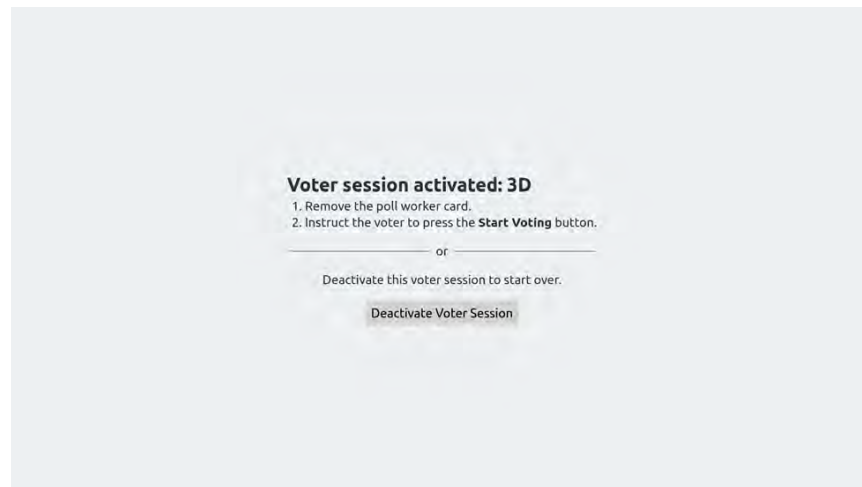 Voter session activated: 3D
1. Remove the poll worker card.
2. Instruct the voter to press the Start Voting button.
or
Deactivate this voter session to start over.
Deactivate Voter Session